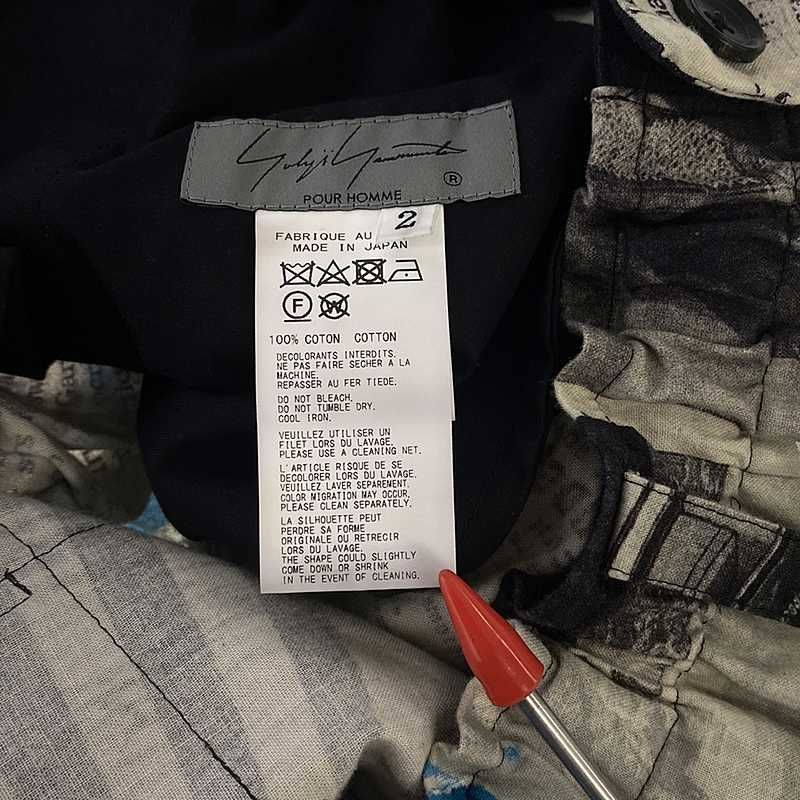 Yohji Yamamoto
®
POUR HOMME
2
FABRIQUE AU
MADE IN JAPAN
F
W
100% COTON COTTON
DECOLORANTS INTERDITS.
NE PAS FAIRE SECHER A LA
MACHINE.
REPASSER AU FER TIEDE.
DO NOT BLEACH.
DO NOT TUMBLE DRY.
COOL IRON.
VEUILLEZ UTILISER UN
FILET LORS DU LAVAGE.
PLEASE USE A CLEANING NET.
L'ARTICLE RISQUE DE SE
DECOLORER LORS DU LAVAGE.
VEUILLEZ LAVER SEPAREMENT.
COLOR MIGRATION MAY OCCUR,
PLEASE CLEAN SEPARATELY.
LA SILHOUETTE PEUT
PERDRE SA FORME
ORIGINALE OU RETRECIR
LORS DU LAVAGE.
THE SHAPE COULD SLIGHTLY
COME DOWN OR SHRINK
IN THE EVENT OF CLEANING.